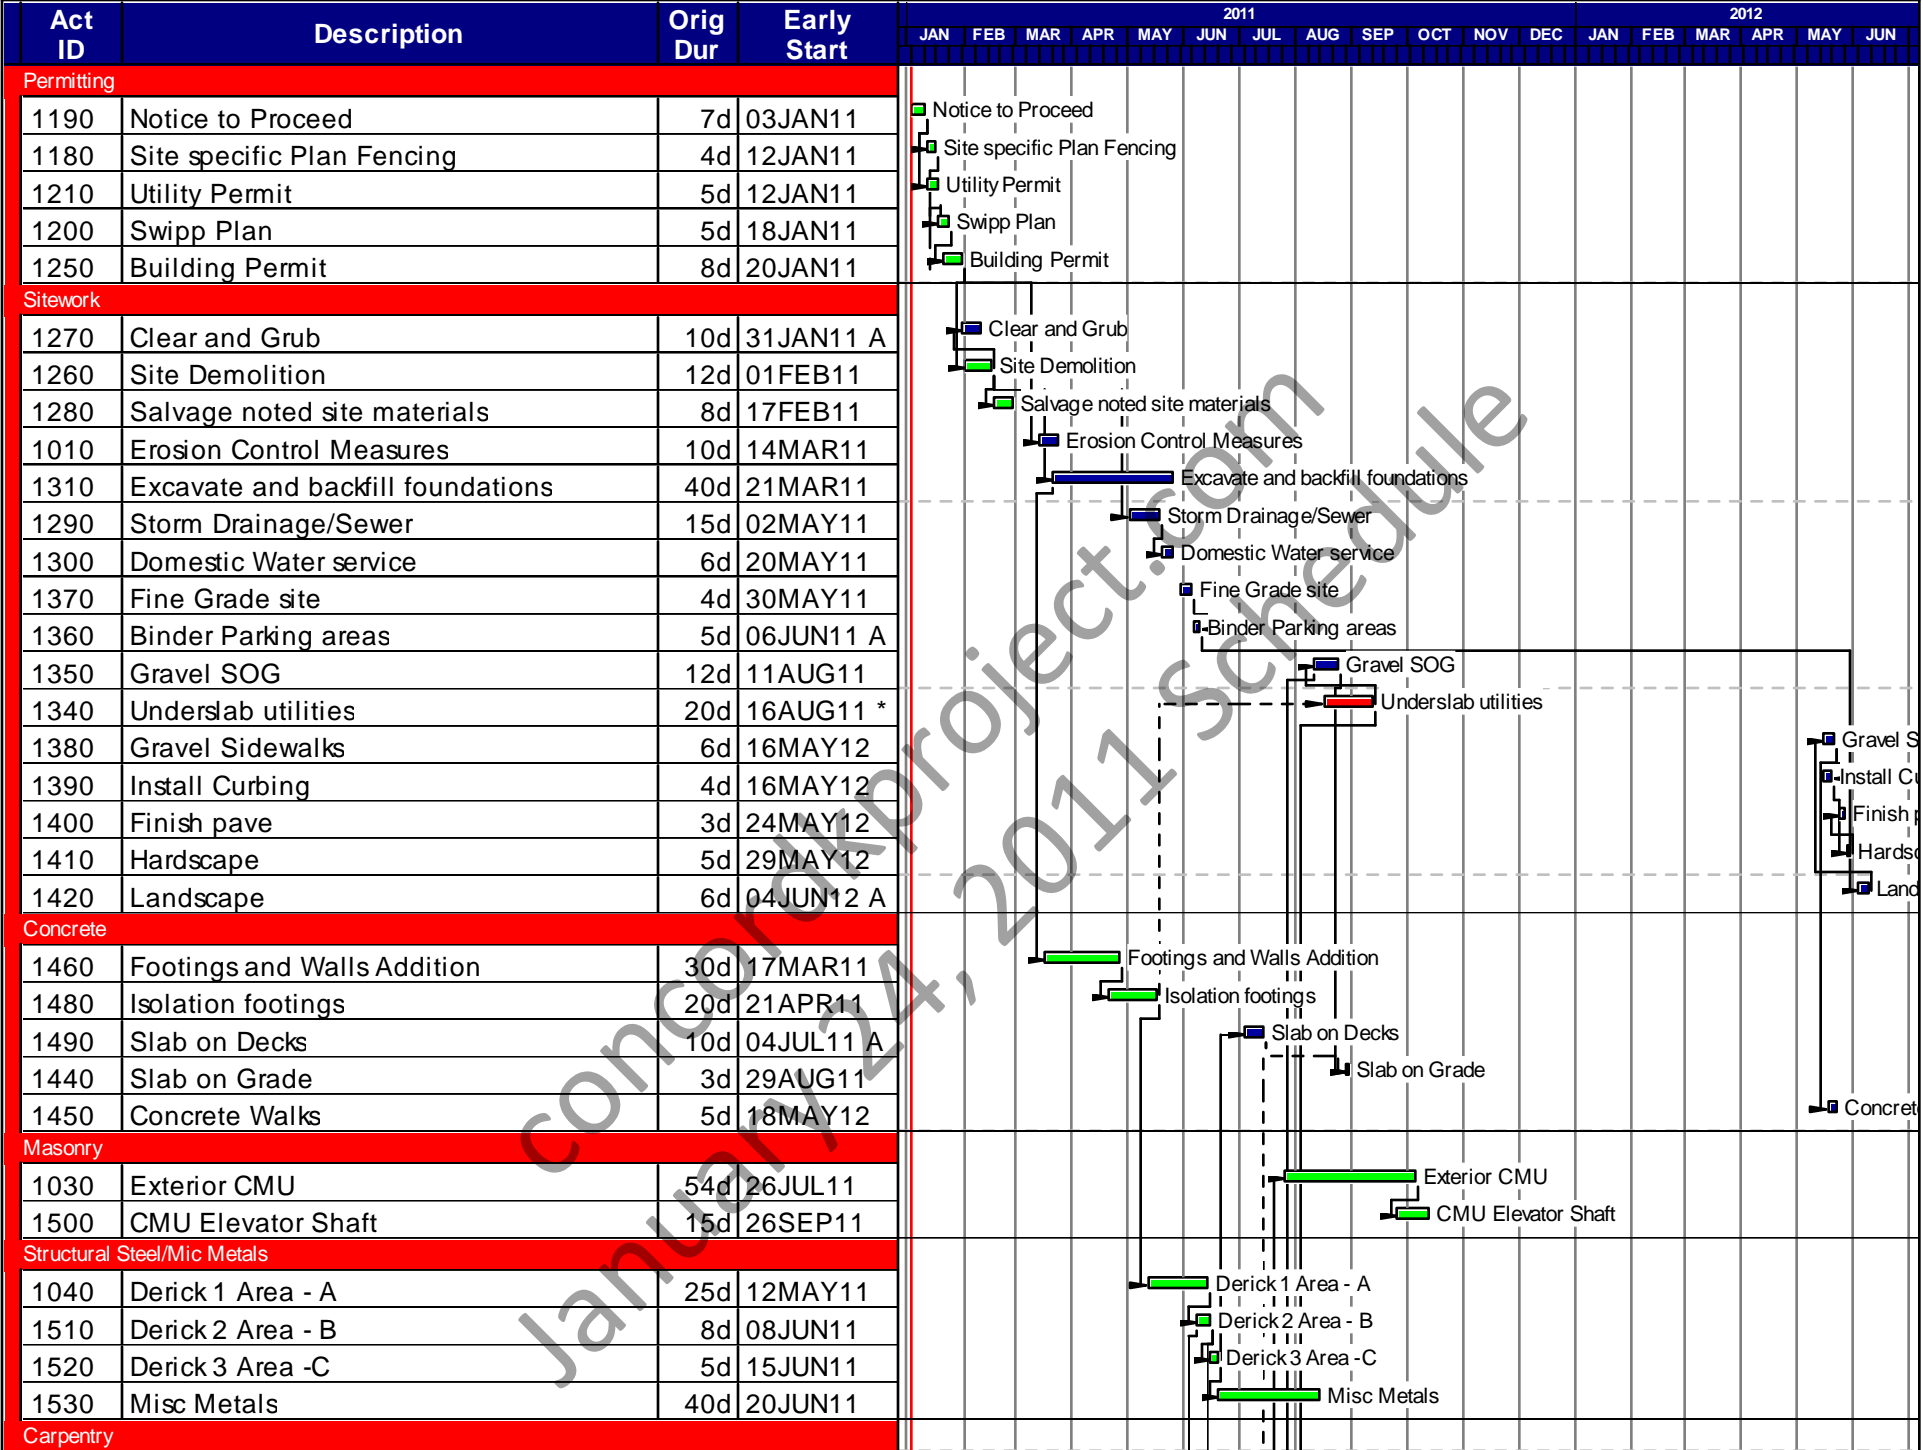 Act ID Description Orig Dur Early Start
2011 2012
JAN FEB MAR APR MAY JUN JUL AUG SEP OCT NOV DEC JAN FEB MAR APR MAY JUN
Permitting
1190 Notice to Proceed 7d 03JAN11 Notice to Proceed
1180 Site specific Plan Fencing 4d 12JAN11 Site specific Plan Fencing
1210 Utility Permit 5d 12JAN11 Utility Permit
1200 Swipp Plan 5d 18JAN11 Swipp Plan
1250 Building Permit 8d 20JAN11 Building Permit
Sitework
1270 Clear and Grub 10d 31JAN11 A Clear and Grub
1260 Site Demolition 12d 01FEB11 Site Demolition
1280 Salvage noted site materials 8d 17FEB11 Salvage noted site materials
1010 Erosion Control Measures 10d 14MAR11 Erosion Control Measures
1310 Excavate and backfill foundations 40d 21MAR11 Excavate and backfill foundations
1290 Storm Drainage/Sewer 15d 02MAY11 Storm Drainage/Sewer
1300 Domestic Water service 6d 20MAY11 Domestic Water service
1370 Fine Grade site 4d 30MAY11 Fine Grade site
1360 Binder Parking areas 5d 06JUN11 A Binder Parking areas
1350 Gravel SOG 12d 11AUG11 Gravel SOG
1340 Underslab utilities 20d 16AUG11 * Underslab utilities
1380 Gravel Sidewalks 6d 16MAY12 Gravel S
1390 Install Curbing 4d 16MAY12 Install Cu
1400 Finish pave 3d 24MAY12 Finish p
1410 Hardscape 5d 29MAY12 Hardsc
1420 Landscape 6d 04JUN12 A Land
Concrete
1460 Footings and Walls Addition 30d 17MAR11 Footings and Walls Addition
1480 Isolation footings 20d 21APR11 Isolation footings
1490 Slab on Decks 10d 04JUL11 A Slab on Decks
1440 Slab on Grade 3d 29AUG11 Slab on Grade
1450 Concrete Walks 5d 18MAY12 Concrete
Masonry
1030 Exterior CMU 54d 26JUL11 Exterior CMU
1500 CMU Elevator Shaft 15d 26SEP11 CMU Elevator Shaft
Structural Steel/Mic Metals
1040 Derick 1 Area - A 25d 12MAY11 Derick 1 Area - A
1510 Derick 2 Area - B 8d 08JUN11 Derick 2 Area - B
1520 Derick 3 Area -C 5d 15JUN11 Derick 3 Area -C
1530 Misc Metals 40d 20JUN11 Misc Metals
Carpentry
concordkproject.com
January 24, 2011 Schedule